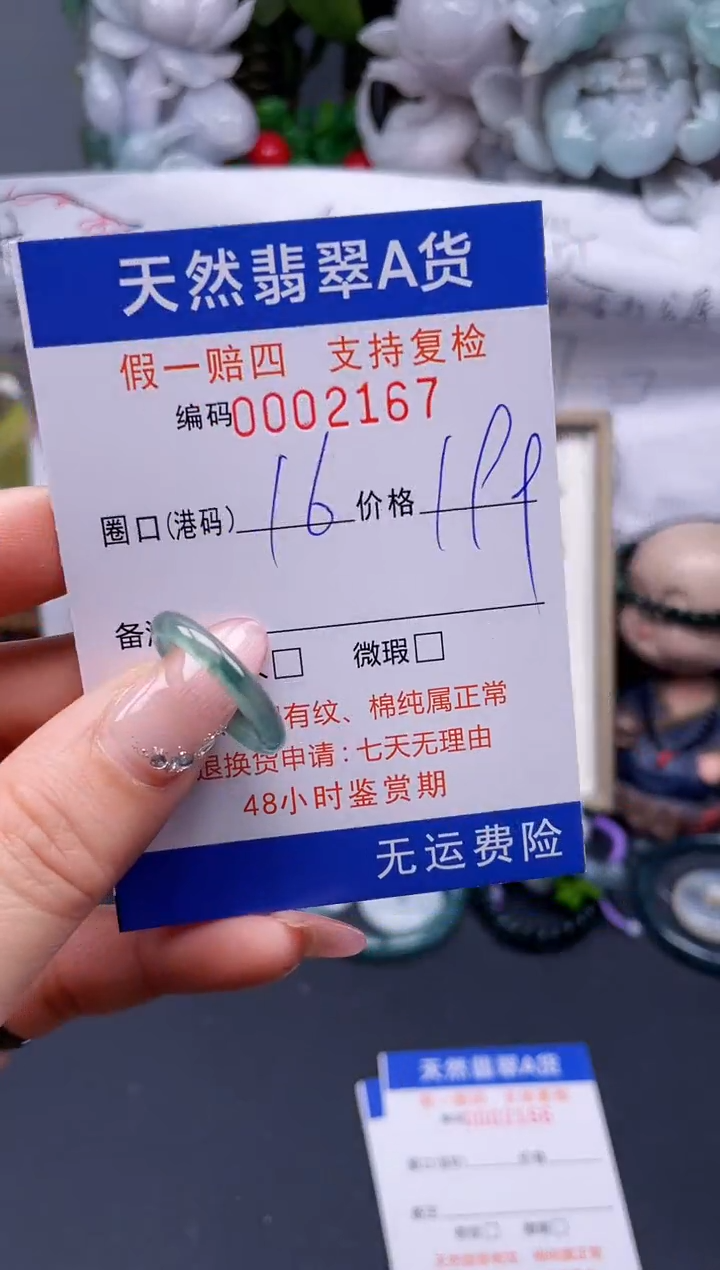 天然翡翠A货
假一赔四 支持复检
编码0002167
圈口(港码) 16 价格 199
备
微瑕□
有纹、棉纯属正常
退换货申请:七天无理由
48小时鉴赏期
无运费险
天然翡翠A货